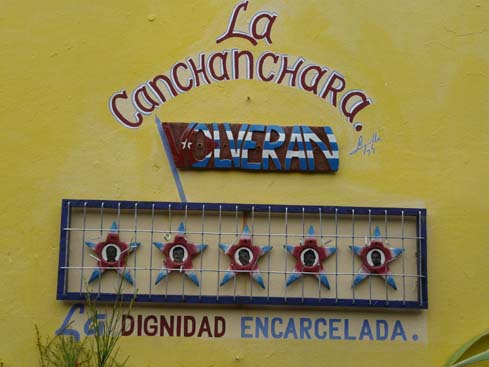 La
Canchanchara.
VOLVERAN
La DIGNIDAD ENCARCELADA.